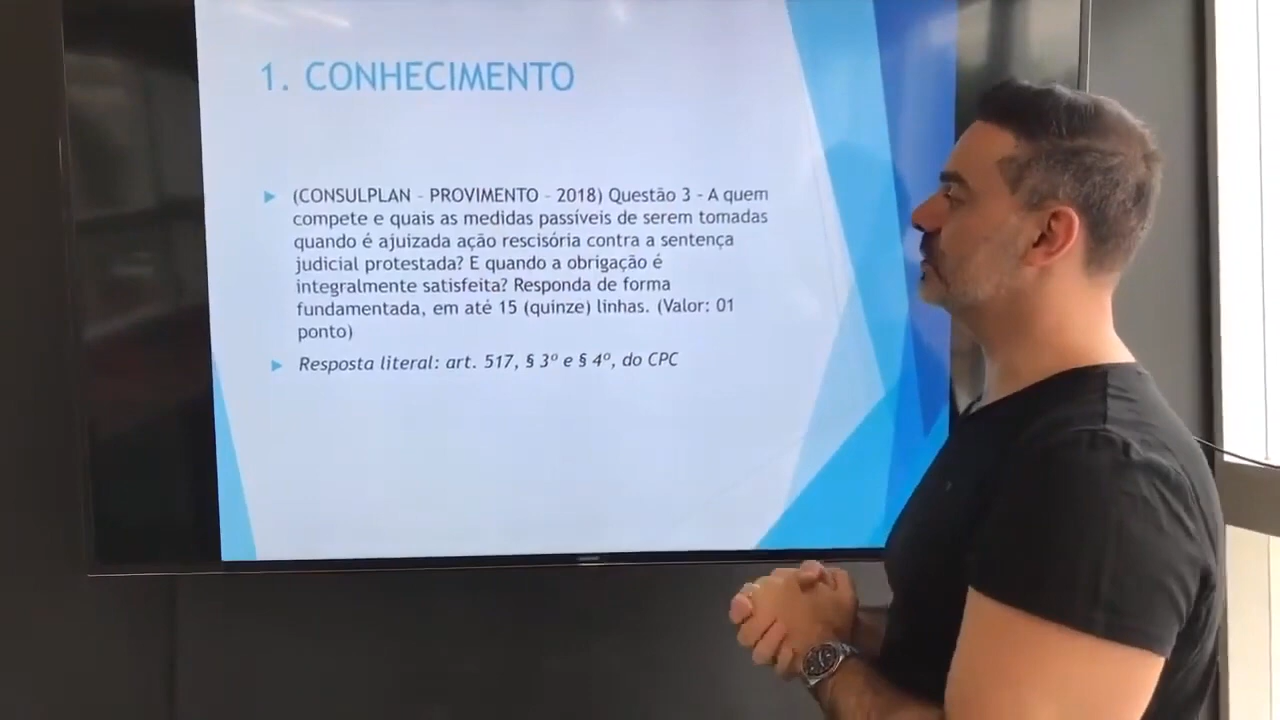 1. CONHECIMENTO
(CONSULPLAN - PROVIMENTO - 2018) Questão 3 - A quem
compete e quais as medidas passíveis de serem tomadas
quando é ajuizada ação rescisória contra a sentença
judicial protestada? E quando a obrigação é
integralmente satisfeita? Responda de forma
fundamentada, em até 15 (quinze) linhas. (Valor: 01
ponto)
Resposta literal: art. 517, § 3º e § 4º, do CPC